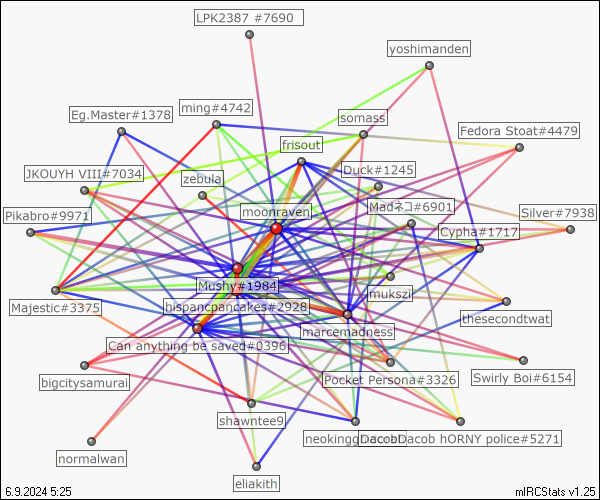 LPK2387 #7690
yoshimanden
ming#4742
Eg.Master#1378
somass
Fedora Stoat#4479
frisout
JKOUYH VIII#7034
Duck#1245
zebula
Madネコ#6901
moonraven
Silver#7938
Pikabro#9971
Cypha#1717
Mushy#1984
mukszi
Majestic#3375
hispancpancakes#2928
thesecondtwat
marcemadness
Can anything be saved#0396
bigcitysamurai
Pocket Persona#3326
Swirly Boi#6154
shawntee9
Dacob hORNY police#5271
normalwan
eliakith
6.9.2024 5:25
mIRCStats v1.25